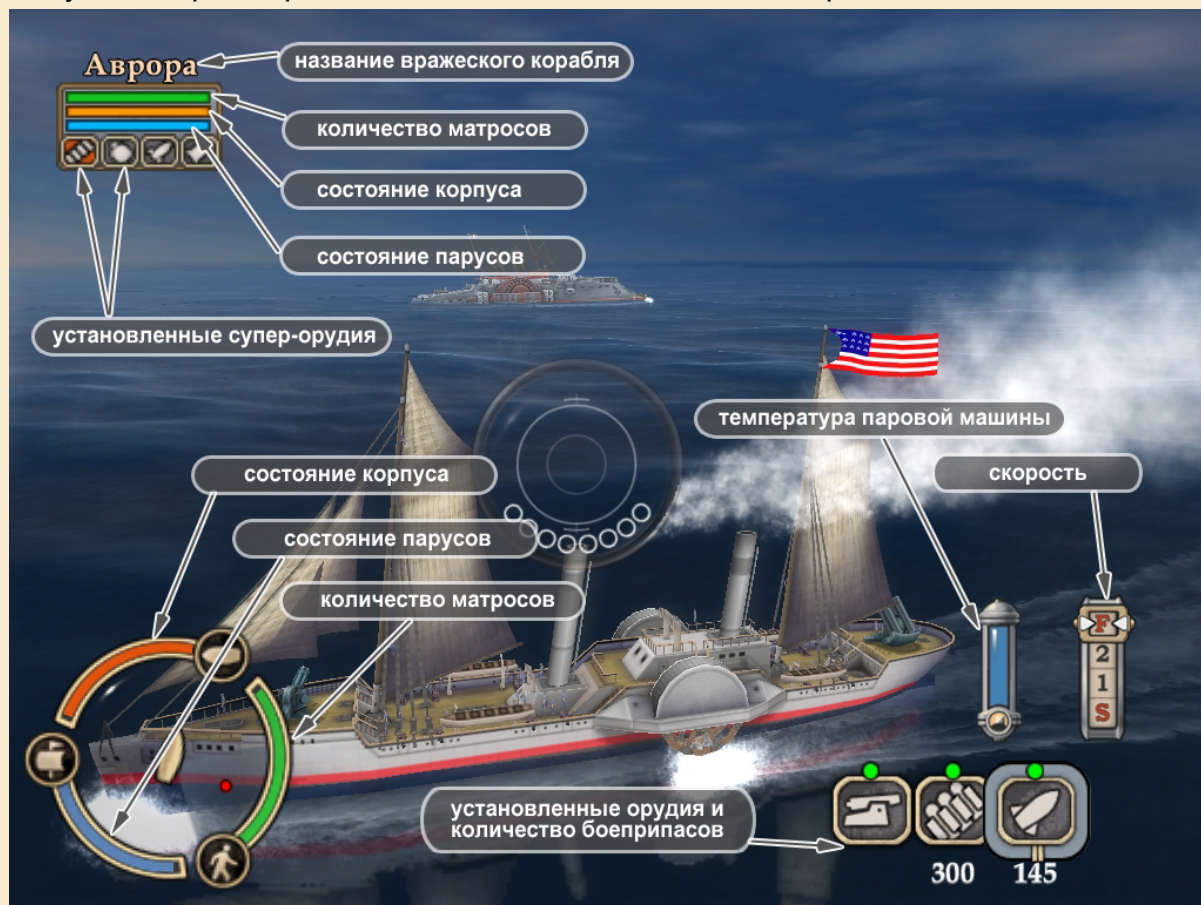 Аврора
название вражеского корабля
количество матросов
состояние корпуса
состояние парусов
установленные супер-орудия
температура паровой машины
состояние корпуса
скорость
состояние парусов
количество матросов
F
2
1
S
установленные орудия и
количество боеприпасов
300
145